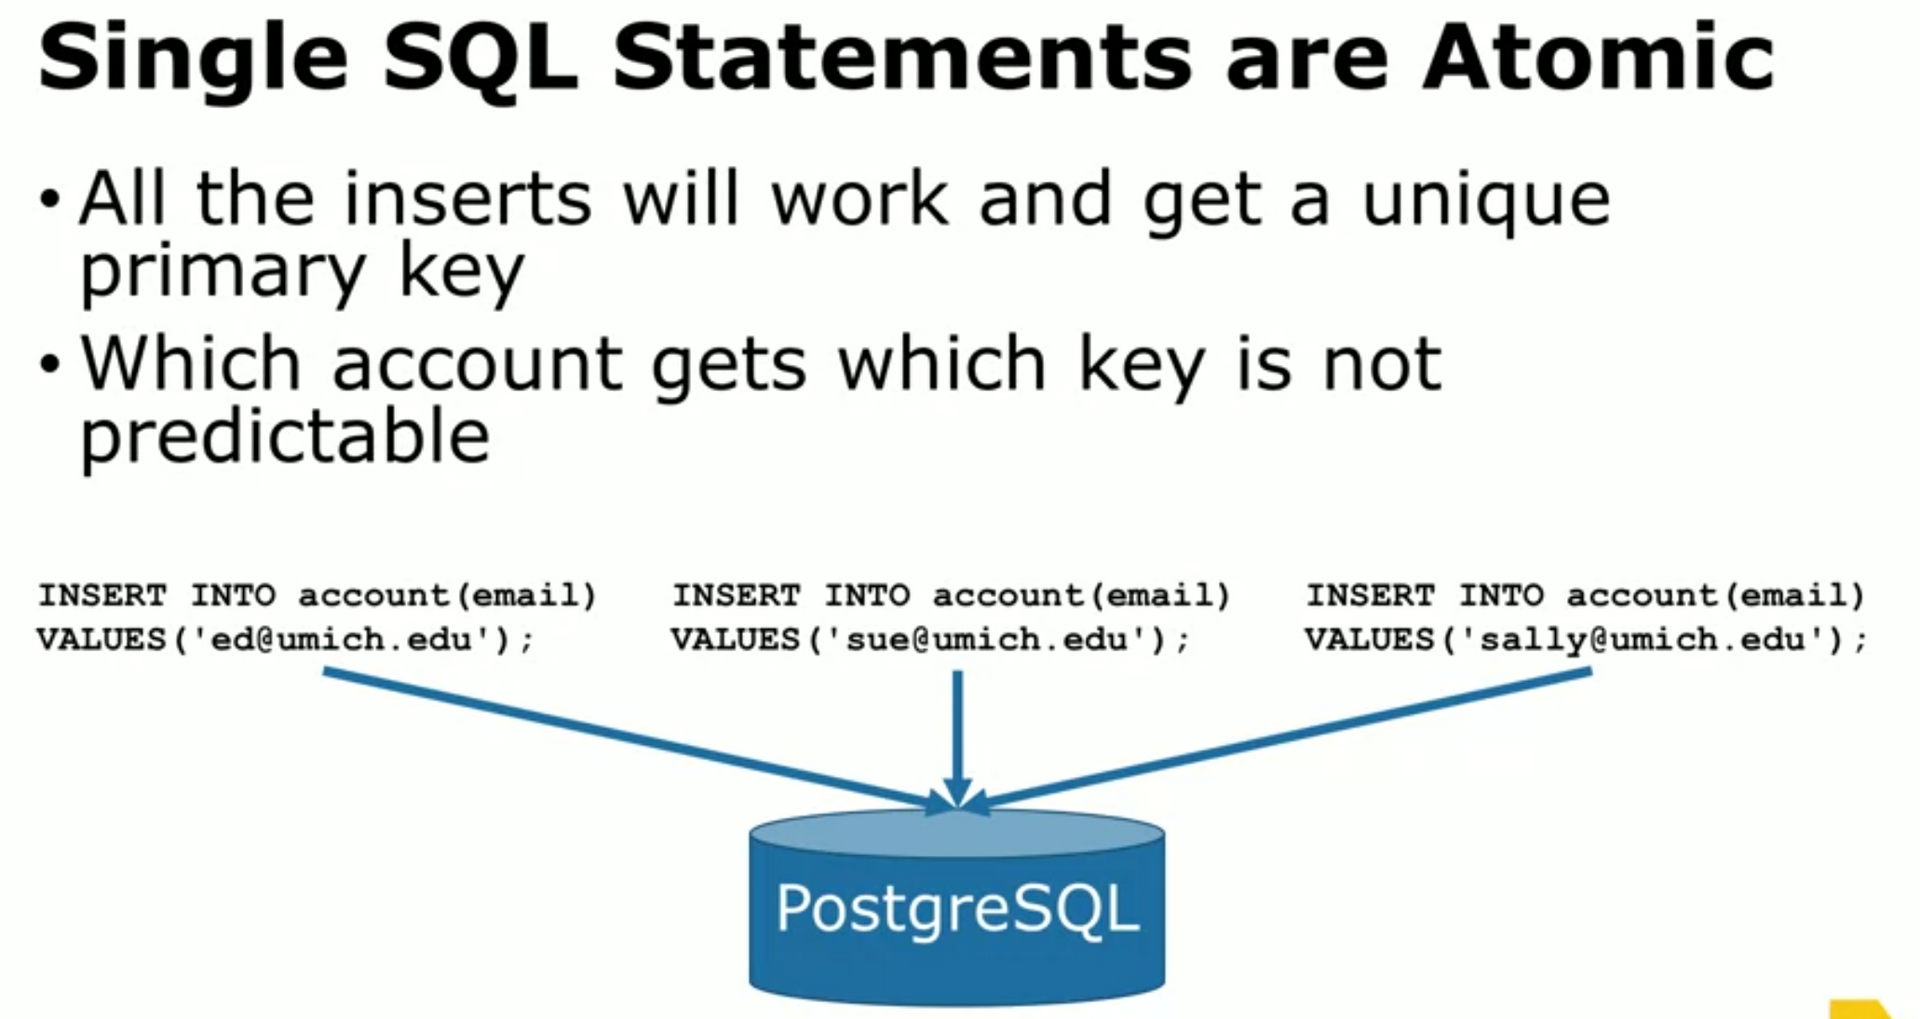 Single SQL Statements are Atomic
• All the inserts will work and get a unique
primary key
• Which account gets which key is not
predictable
INSERT INTO account(email)
VALUES('ed@umich.edu');
INSERT INTO account(email)
VALUES('sue@umich.edu');
INSERT INTO account(email)
VALUES('sally@umich.edu');
PostgreSQL